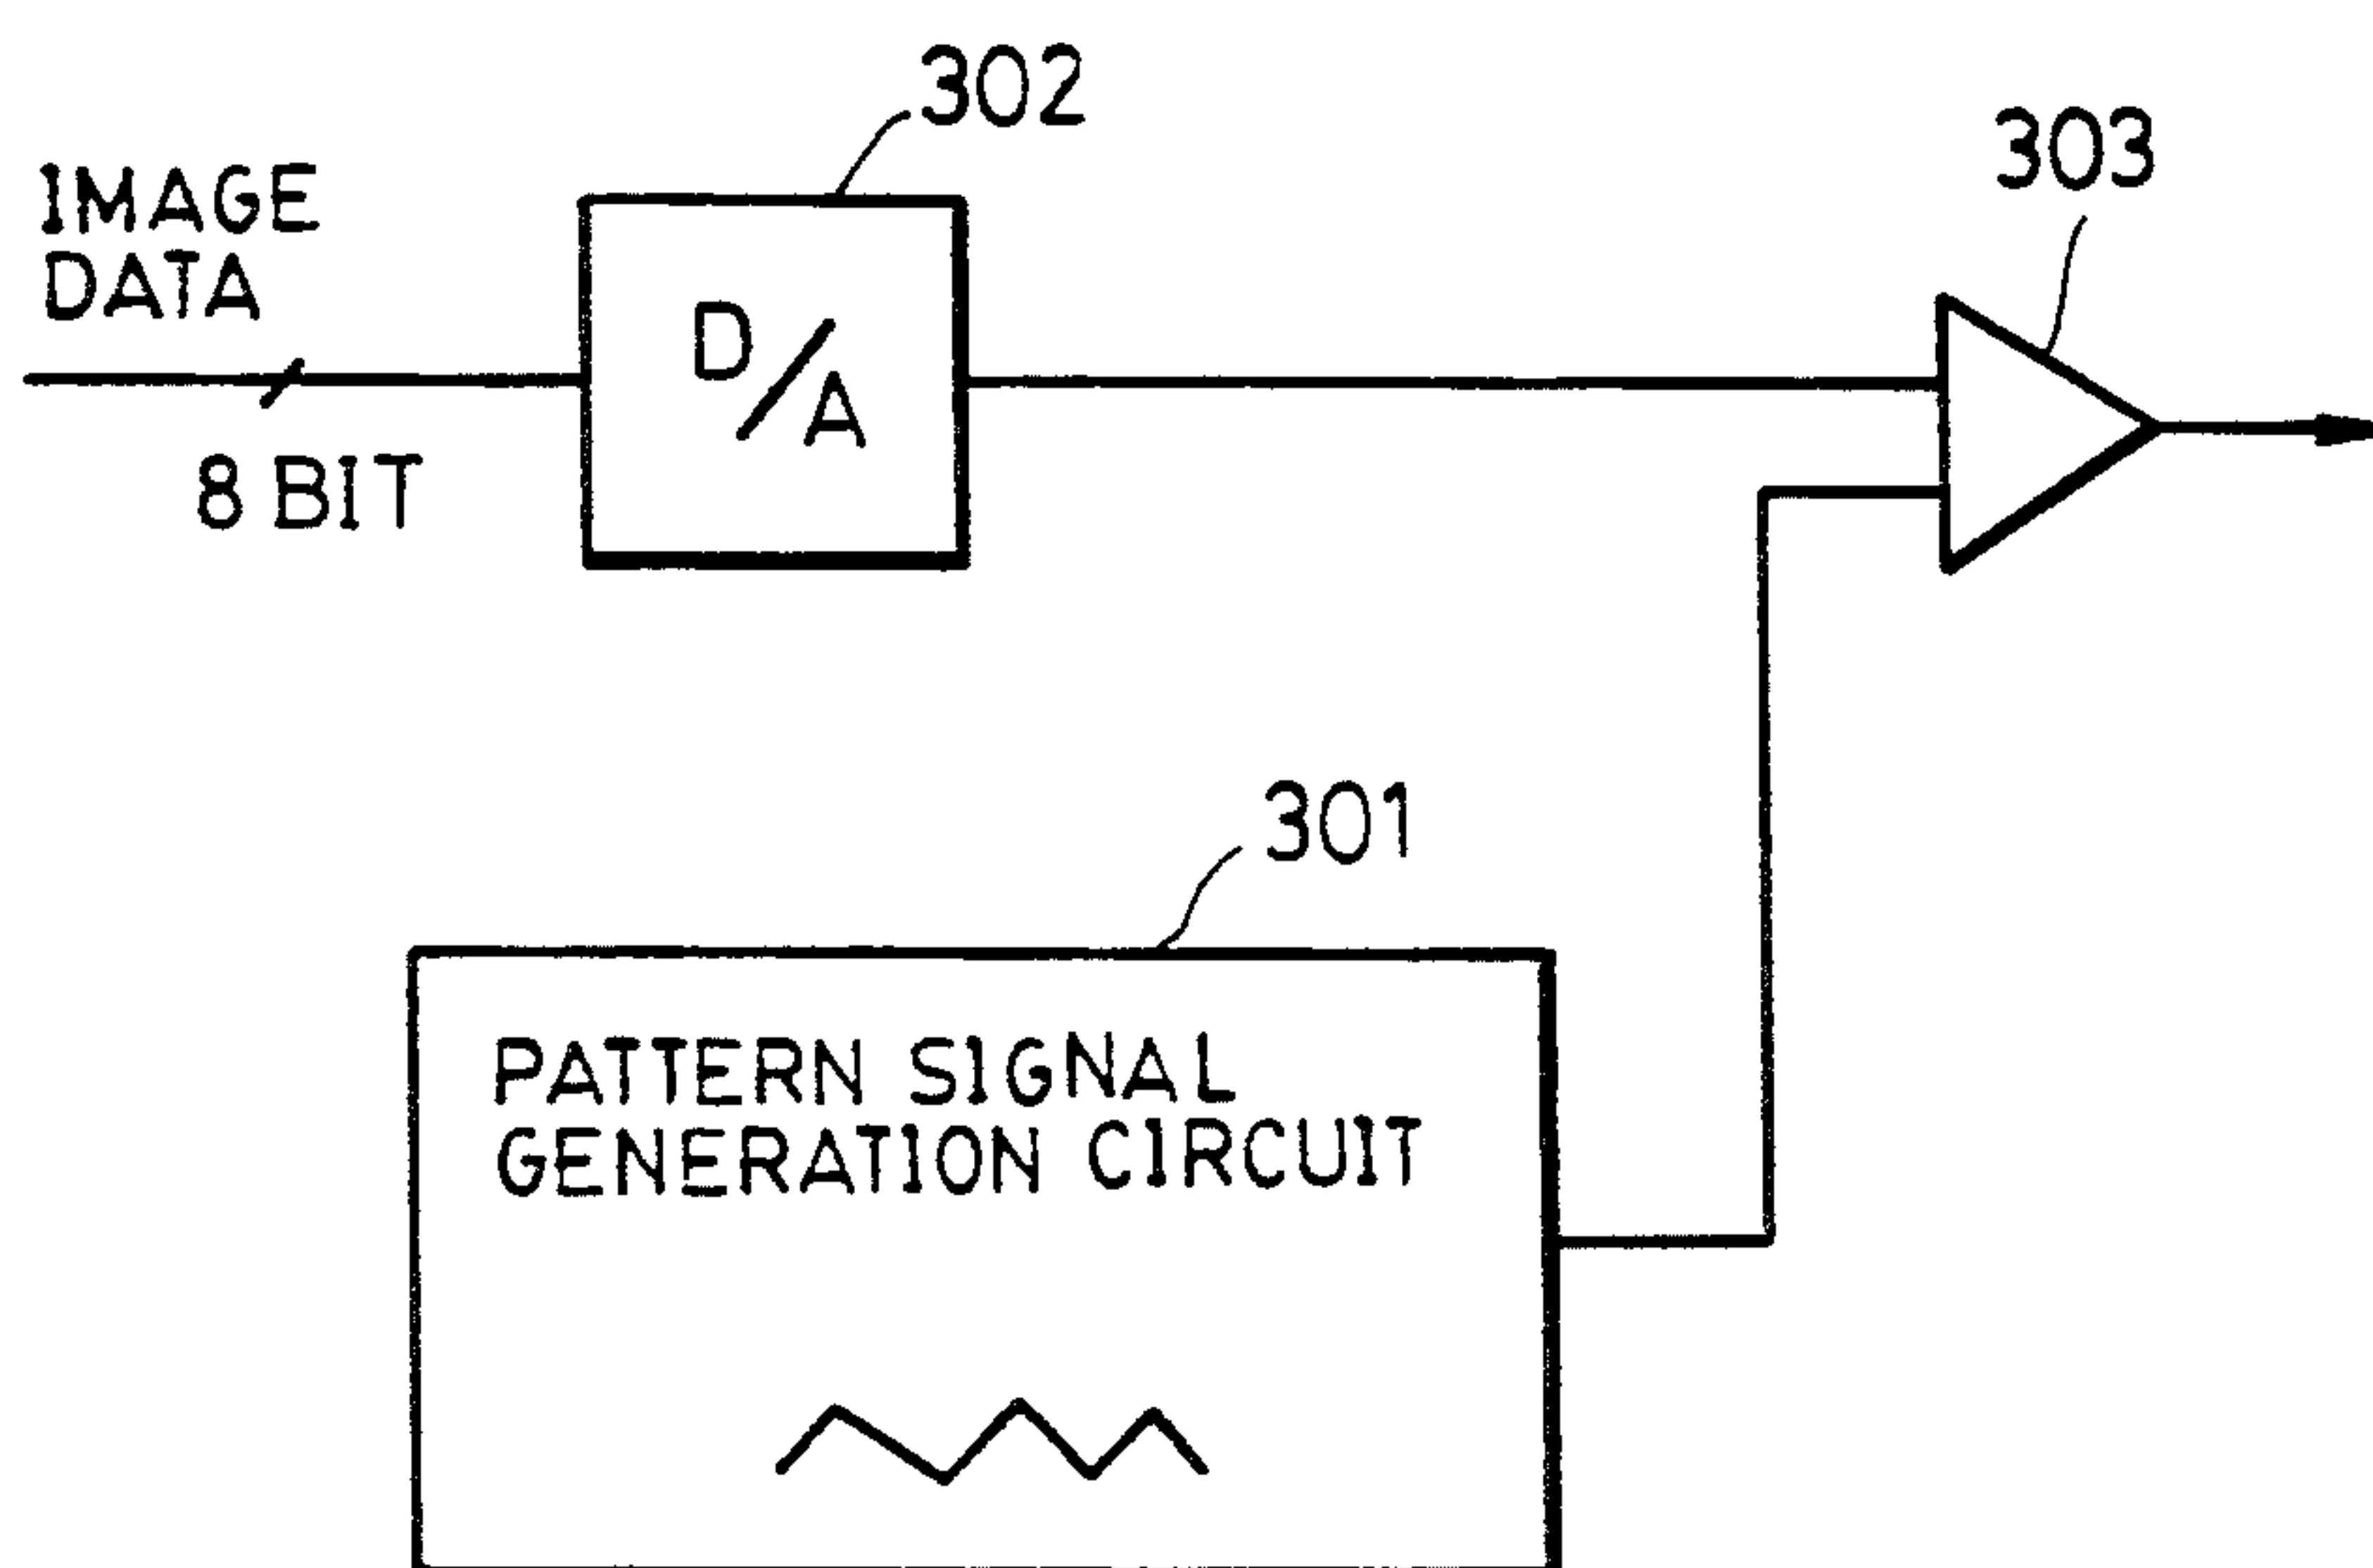 302
303
IMAGE
DATA
D/A
8 BIT
301
PATTERN SIGNAL
GENERATION CIRCUIT